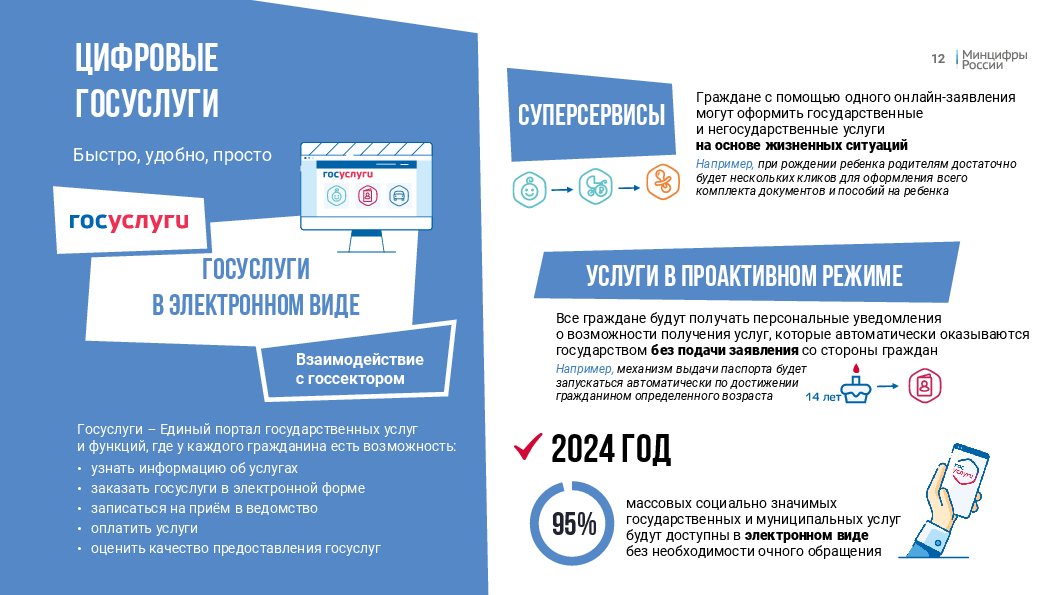 ЦИФРОВЫЕ
ГОСУСЛУГИ
Быстро, удобно, просто
госуслуги
госуслуги
ГОСУСЛУГИ
В ЭЛЕКТРОННОМ ВИДЕ
Взаимодействие
с госсектором
Госуслуги – Единый портал государственных услуг
и функций, где у каждого гражданина есть возможность:
• узнать информацию об услугах
• заказать госуслуги в электронной форме
• записаться на приём в ведомство
• оплатить услуги
• оценить качество предоставления госуслуг
12
Минцифры
России
СУПЕРСЕРВИСЫ
Граждане с помощью одного онлайн-заявления
могут оформить государственные
и негосударственные услуги
на основе жизненных ситуаций
Например, при рождении ребенка родителям достаточно
будет нескольких кликов для оформления всего
комплекта документов и пособий на ребенка
УСЛУГИ В ПРОАКТИВНОМ РЕЖИМЕ
Все граждане будут получать персональные уведомления
о возможности получения услуг, которые автоматически оказываются
государством без подачи заявления со стороны граждан
Например, механизм выдачи паспорта будет
запускаться автоматически по достижении
гражданином определенного возраста
14 лет
2024 ГОД
95%
массовых социально значимых
государственных и муниципальных услуг
будут доступны в электронном виде
без необходимости очного обращения
гос
услуги